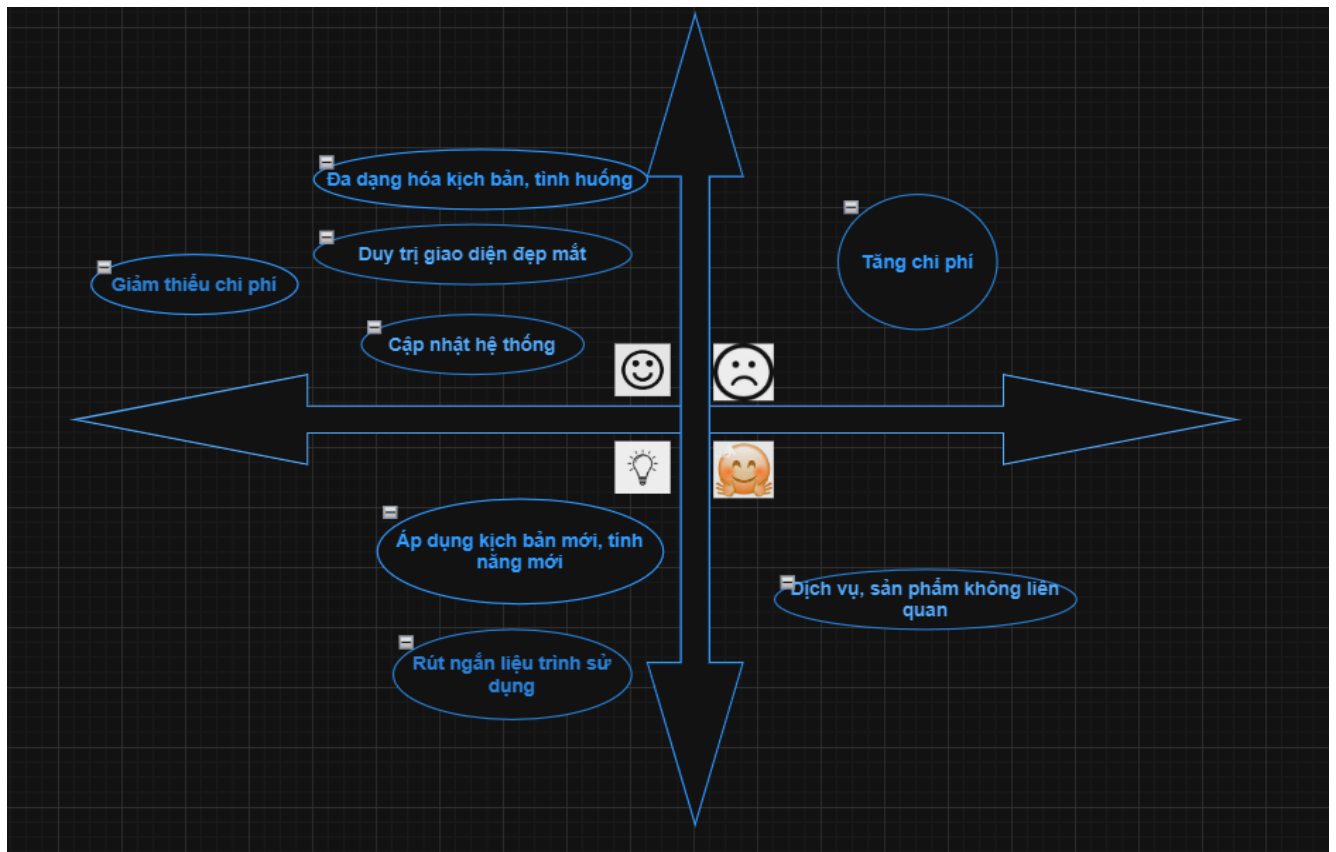 Đa dạng hóa kịch bản, tình huống
Duy trị giao diện đẹp mắt
Giảm thiểu chi phí
Cập nhật hệ thống
Tăng chi phí
Áp dụng kịch bản mới, tính
năng mới
Rút ngắn liệu trình sử
dụng
Dịch vụ, sản phẩm không liên
quan